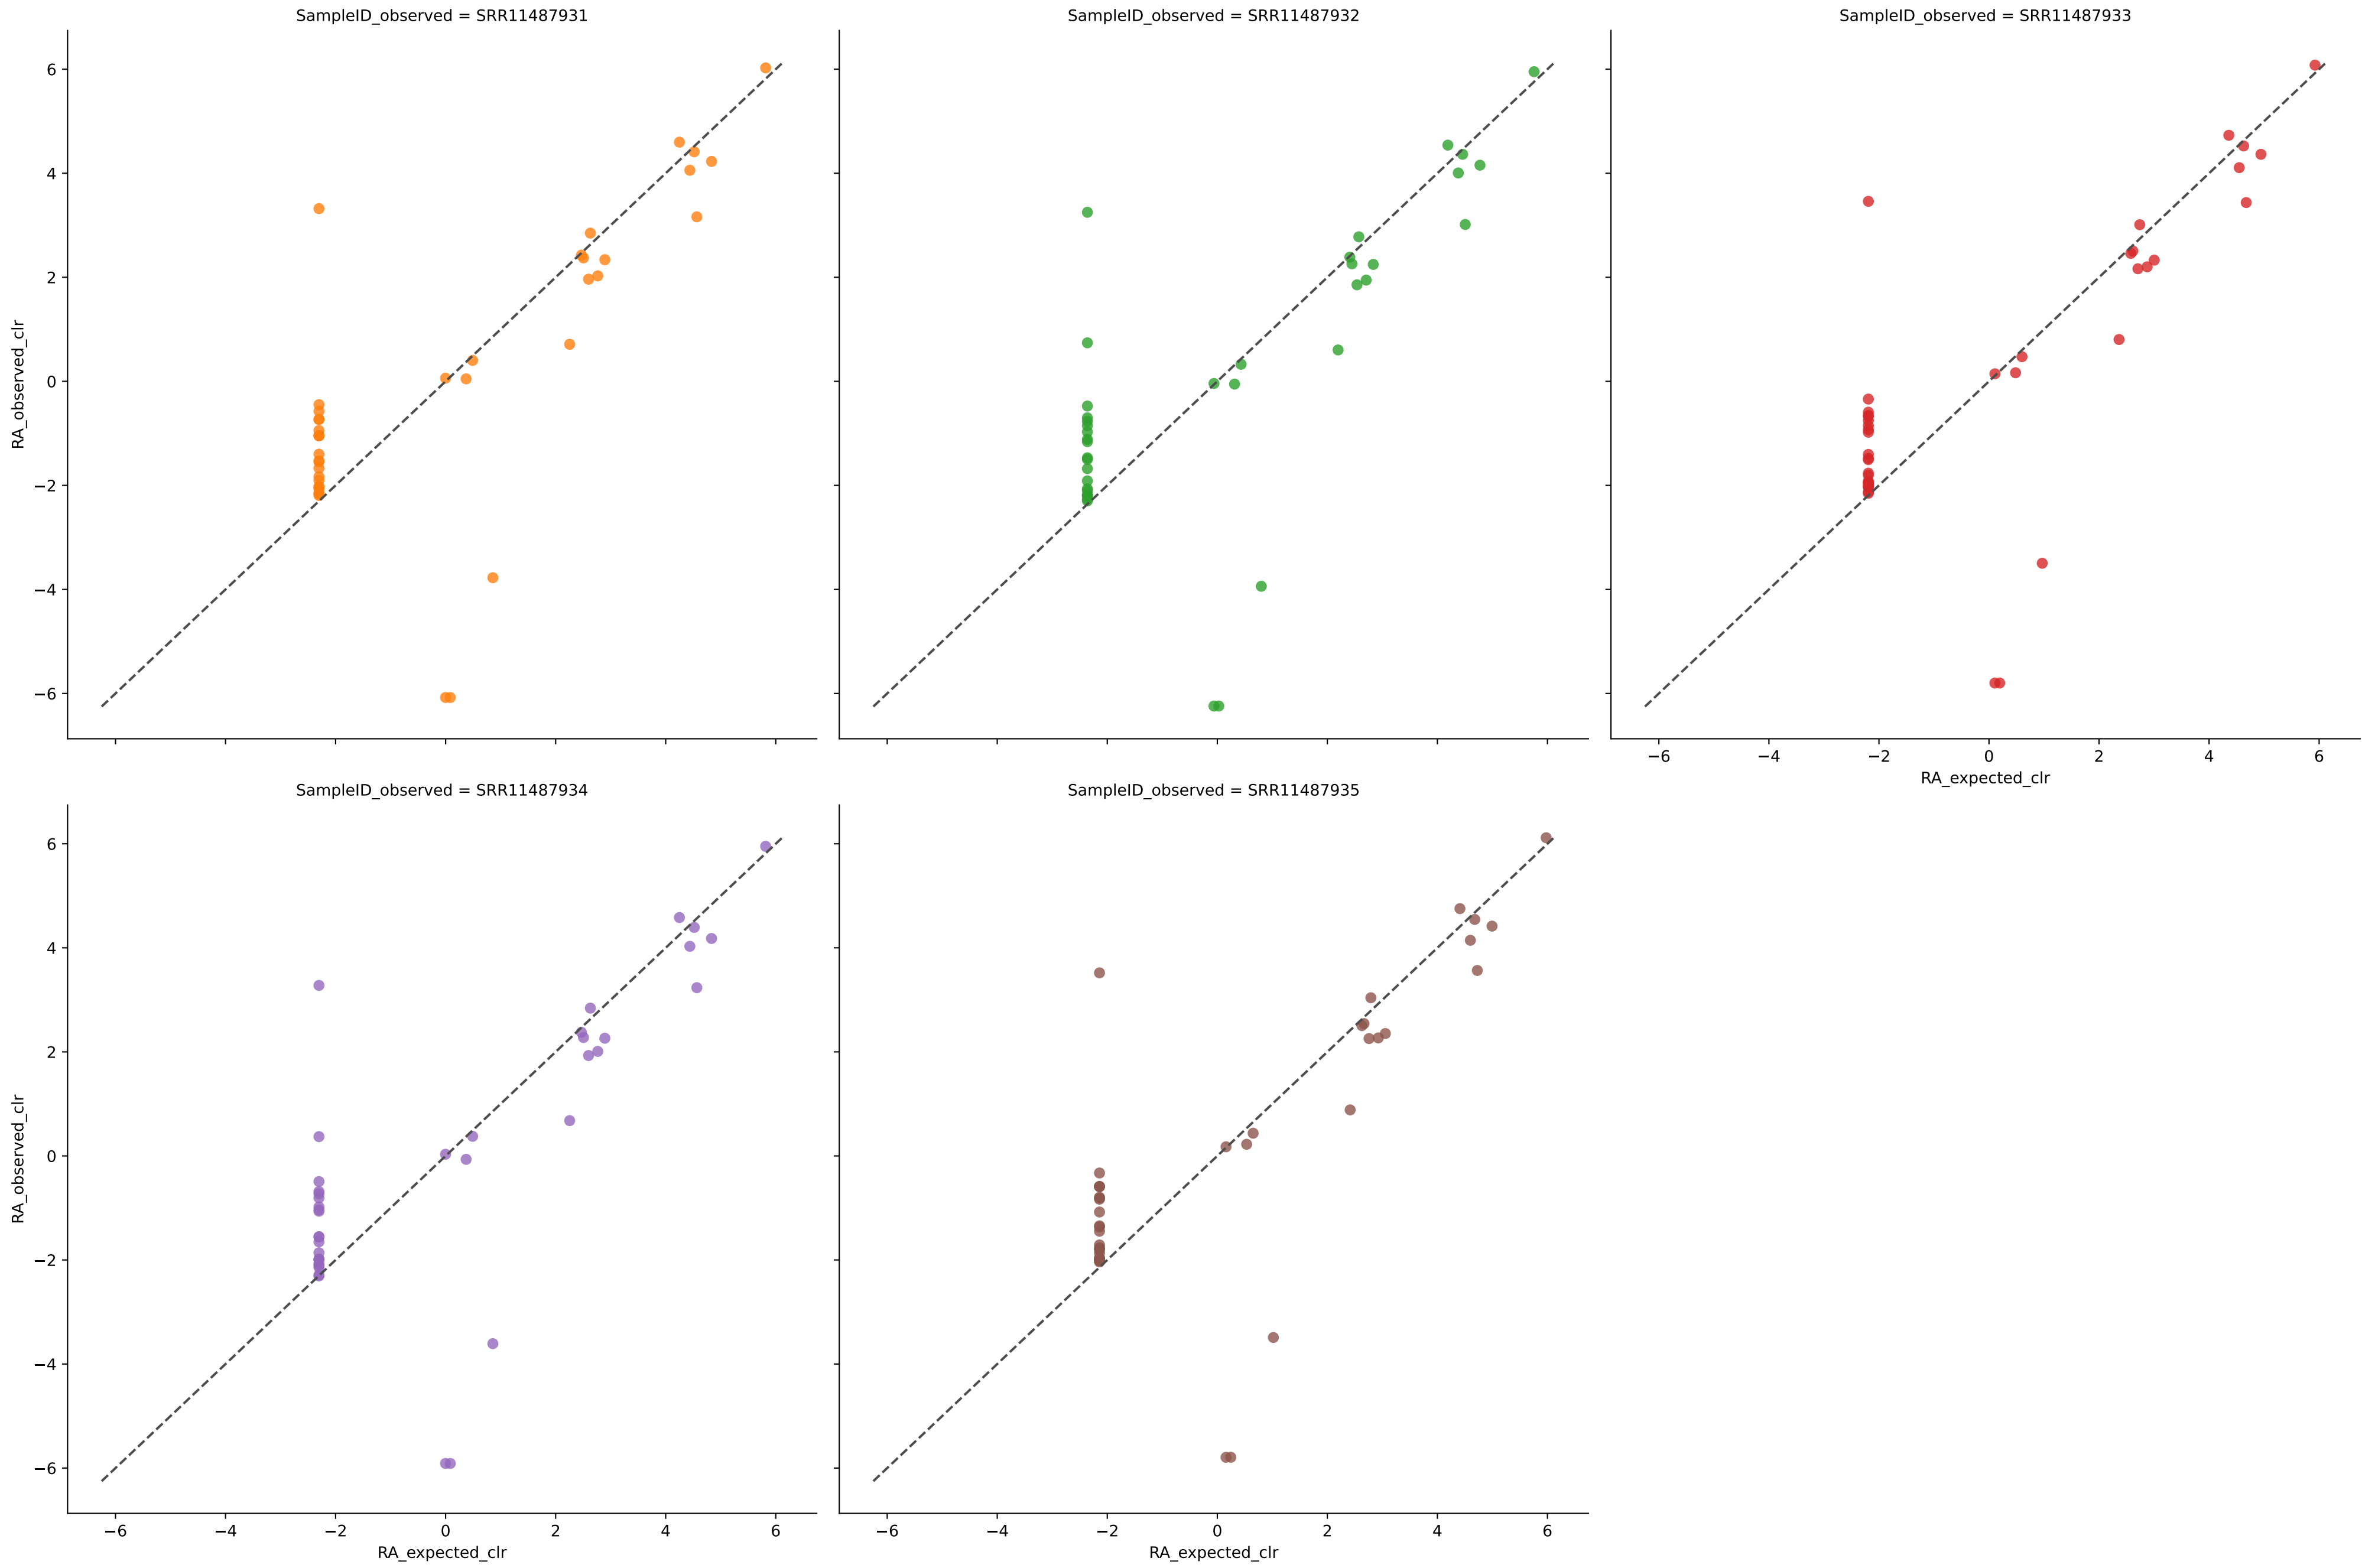 SampleID_observed = SRR11487931
SampleID_observed = SRR11487932
SampleID_observed = SRR11487933
6
4
2
0
−2
−4
−6
RA_observed_clr
−6 −4 −2 0 2 4 6
RA_expected_clr
SampleID_observed = SRR11487934
SampleID_observed = SRR11487935
6
4
2
0
−2
−4
−6
RA_observed_clr
−6 −4 −2 0 2 4 6
RA_expected_clr
−6 −4 −2 0 2 4 6
RA_expected_clr